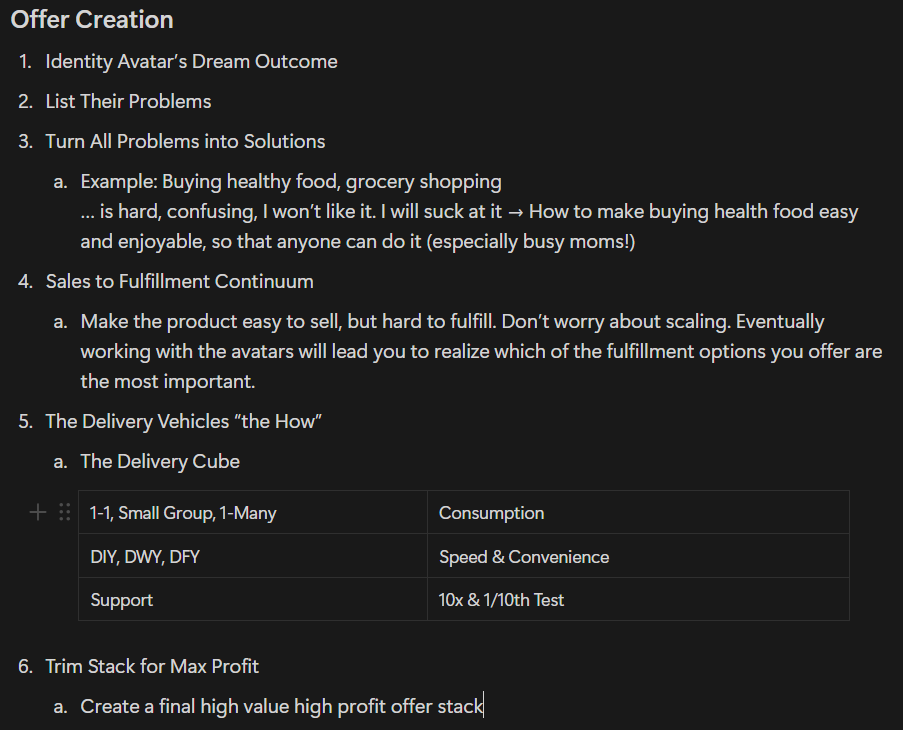 Offer Creation
1. Identity Avatar’s Dream Outcome
2. List Their Problems
3. Turn All Problems into Solutions
a. Example: Buying healthy food, grocery shopping
... is hard, confusing, I won’t like it. I will suck at it → How to make buying health food easy
and enjoyable, so that anyone can do it (especially busy moms!)
4. Sales to Fulfillment Continuum
a. Make the product easy to sell, but hard to fulfill. Don’t worry about scaling. Eventually
working with the avatars will lead you to realize which of the fulfillment options you offer are
the most important.
5. The Delivery Vehicles “the How”
a. The Delivery Cube
1-1, Small Group, 1-Many Consumption
DIY, DWY, DFY Speed & Convenience
Support 10x & 1/10th Test
6. Trim Stack for Max Profit
a. Create a final high value high profit offer stack